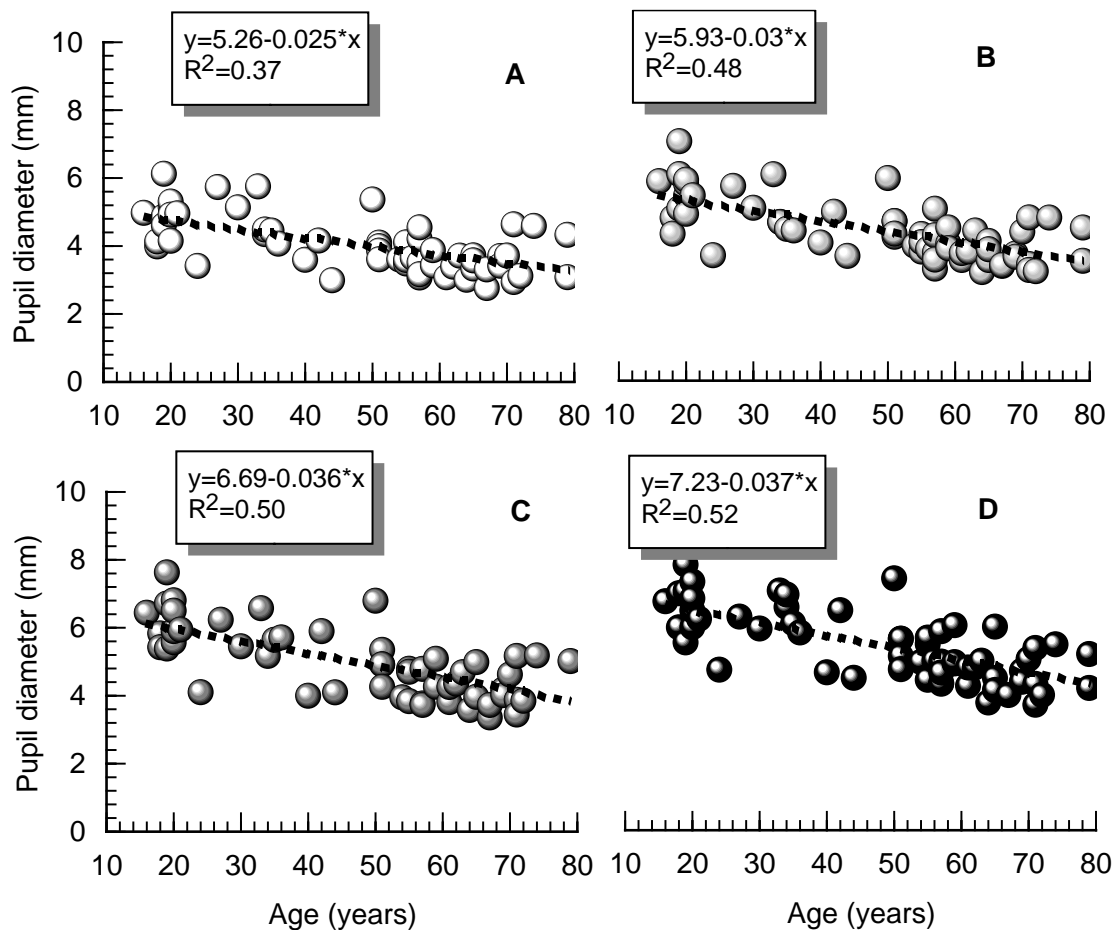 y=5.26-0.025*x
R2=0.37
A
y=5.93-0.03*x
R2=0.48
B
Pupil diameter (mm)
10
8
6
4
2
0
10 20 30 40 50 60 70 80
10 20 30 40 50 60 70 80
y=6.69-0.036*x
R2=0.50
C
y=7.23-0.037*x
R2=0.52
D
Pupil diameter (mm)
10
8
6
4
2
0
10 20 30 40 50 60 70 80
10 20 30 40 50 60 70 80
Age (years)
Age (years)